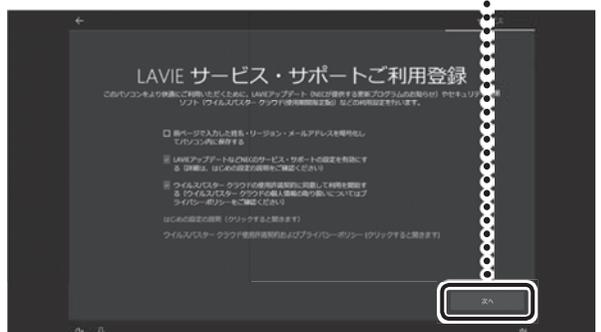 LAVIE サービス・サポートご利用登録
このパソコンをより快適にご利用いただくために、LAVIEアップデート（NECが提供する更新プログラムのお知らせ）やセキュリティ
ソフト（ウイルスバスター クラウド使用期間限定版）などの利用設定を行います。
前ページで入力した姓名・リージョン・メールアドレスを暗号化し
てパソコン内に保存する
LAVIEアップデートなどNECのサービス・サポートの設定を有効にす
る（詳細は、はじめの設定の説明をご確認ください）
ウイルスバスター クラウドの使用許諾契約に同意して利用を開始す
る（ウイルスバスター クラウドの個人情報の取り扱いについてはプ
ライバシーポリシーをご確認ください）
はじめの設定の説明（クリックすると開きます）
ウイルスバスター クラウド使用許諾契約およびプライバシーポリシー（クリックすると開きます）
次へ